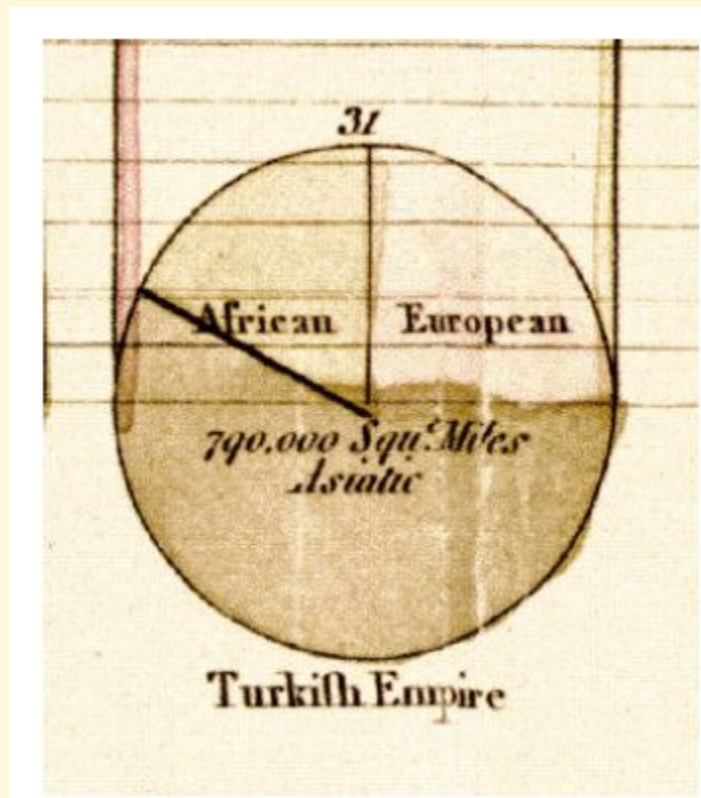 31
African European
790.000 Squ.ᵗ Miles
Asiatic
Turkiſh Empire